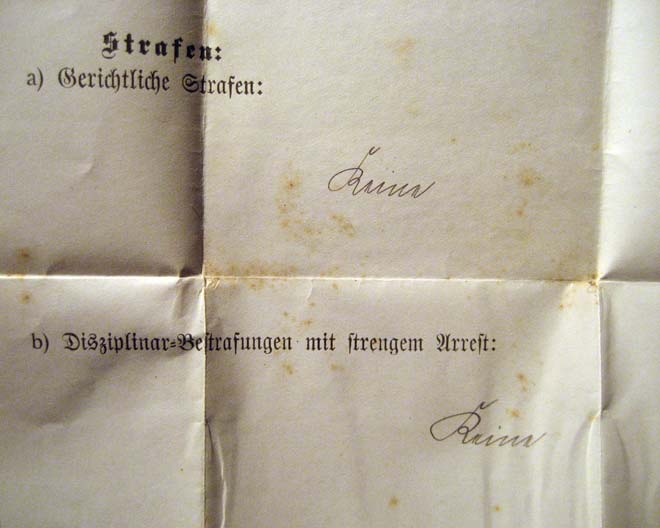 Strafen:
a) Gerichtliche Strafen:
Keine
b) Disziplinar-Bestrafungen mit strengem Arrest:
Keine